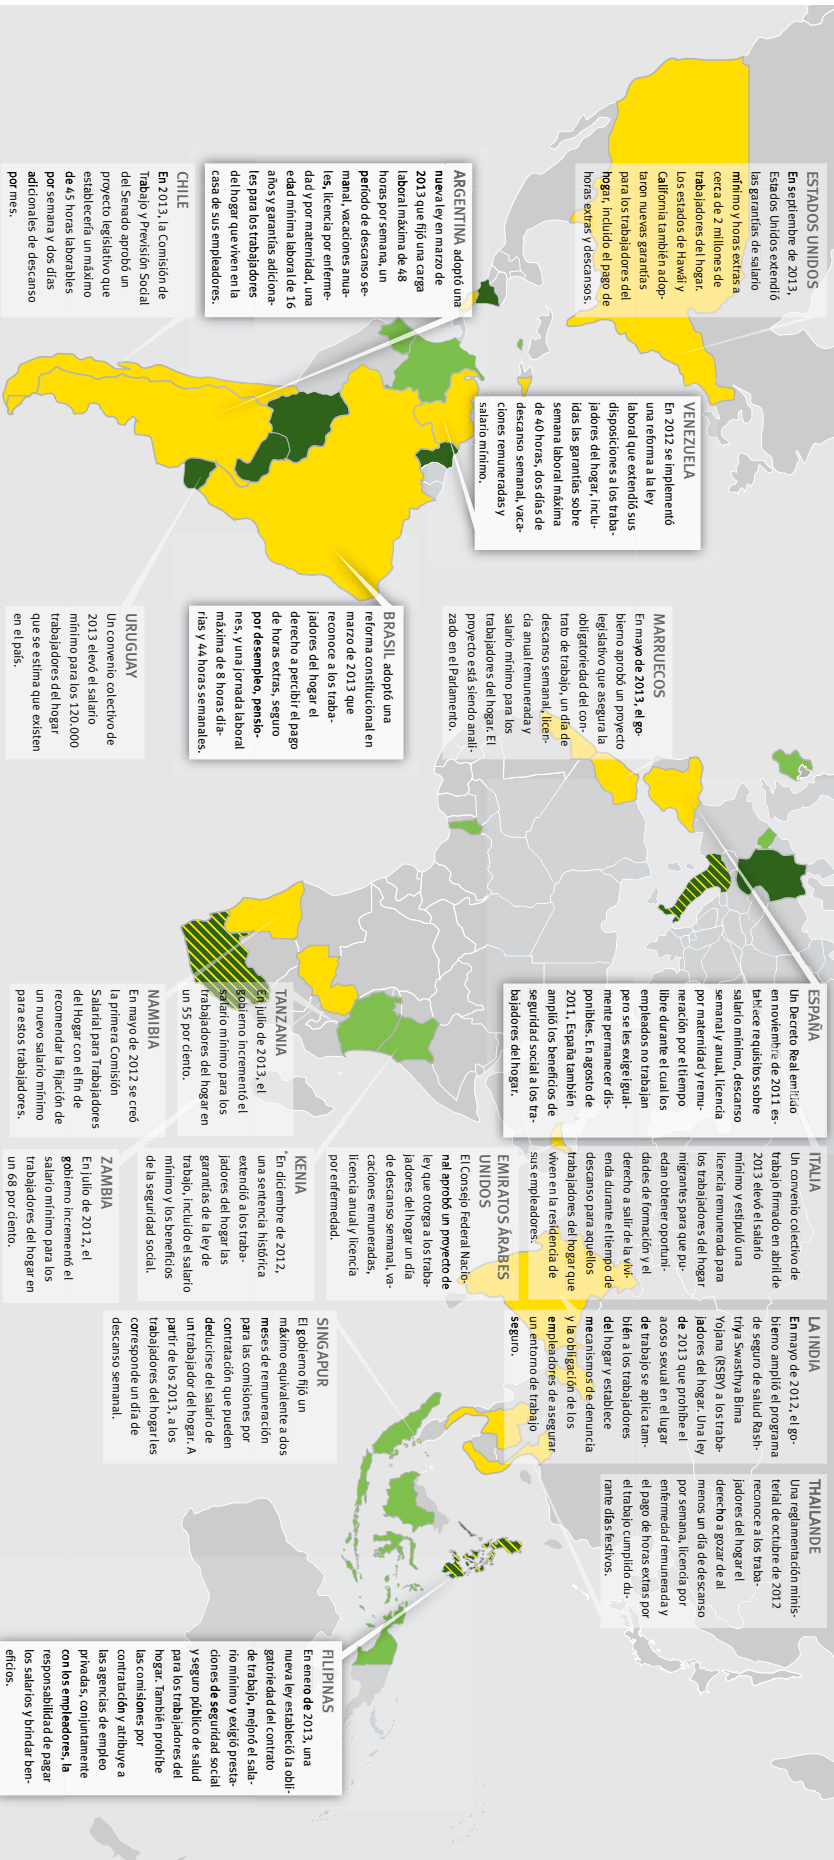 ESTADOS UNIDOS
En septiembre de 2013,
Estados Unidos extendió
las garantías de salario
mínimo y horas extras a
cerca de 2 millones de
trabajadores del hogar.
Los estados de Hawái y
California también adop-
taron nuevas garantías
para los trabajadores del
hogar, incluido el pago de
horas extras y descansos.
VENEZUELA
En 2012 se implementó
una reforma a la ley
laboral que extendió sus
disposiciones a los traba-
jadores del hogar, inclu-
idas las garantías sobre
semana laboral máxima
de 40 horas, dos días de
descanso semanal, vaca-
ciones remuneradas y
salario mínimo.
ARGENTINA adoptó una
nueva ley en marzo de
2013 que fijó una carga
laboral máxima de 48
horas por semana, un
período de descanso se-
manal, vacaciones anua-
les, licencia por enferme-
dad y por maternidad, una
edad mínima laboral de 16
años y garantías adiciona-
les para los trabajadores
del hogar que viven en la
casa de sus empleadores.
CHILE
En 2013, la Comisión de
Trabajo y Previsión Social
del Senado aprobó un
proyecto legislativo que
establecería un máximo
de 45 horas laborables
por semana y dos días
adicionales de descanso
por mes.
MARRUECOS
En mayo de 2013, el go-
bierno aprobó un proyecto
legislativo que asegura la
obligatoriedad del con-
trato de trabajo, un día de
descanso semanal, licen-
cia anual remunerada y
salario mínimo para los
trabajadores del hogar. El
proyecto está siendo anali-
zado en el Parlamento.
BRASIL adoptó una
reforma constitucional en
marzo de 2013 que
reconoce a los traba-
jadores del hogar el
derecho a percibir el pago
de horas extras, seguro
por desempleo, pensio-
nes, y una jornada laboral
máxima de 8 horas dia-
rias y 44 horas semanales.
URUGUAY
Un convenio colectivo de
2013 elevó el salario
mínimo para los 120.000
trabajadores del hogar
que se estima que existen
en el país.
ESPAÑA
Un Decreto Real emitido
en noviembre de 2011 es-
tablece requisitos sobre
salario mínimo, descanso
semanal y anual, licencia
por maternidad y remu-
neración por el tiempo
libre durante el cual los
empleados no trabajan
pero se les exige igual-
mente permanecer dis-
ponibles. En agosto de
2011, España también
amplió los beneficios de
seguridad social a los tra-
bajadores del hogar.
TANZANIA
En julio de 2013, el
gobierno incrementó el
salario mínimo para los
trabajadores del hogar en
un 55 por ciento.
NAMIBIA
En mayo de 2012 se creó
la primera Comisión
Salarial para Trabajadores
del Hogar con el fin de
recomendar la fijación de
un nuevo salario mínimo
para estos trabajadores.
ITALIA
Un convenio colectivo de
trabajo firmado en abril de
2013 elevó el salario
mínimo y estipuló una
licencia remunerada para
los trabajadores del hogar
migrantes para que pu-
edan obtener oportuni-
dades de formación y el
derecho a salir de la vivi-
enda durante el tiempo de
descanso para aquellos
trabajadores del hogar que
viven en la residencia de
sus empleadores.
EMIRATOS ÁRABES
UNIDOS
El Consejo Federal Nacio-
nal aprobó un proyecto de
ley que otorga a los traba-
jadores del hogar un día
de descanso semanal, va-
caciones remuneradas,
licencia anual y licencia
por enfermedad.
KENIA
En diciembre de 2012,
una sentencia histórica
extendió a los traba-
jadores del hogar las
garantías de la ley de
trabajo, incluido el salario
mínimo y los beneficios
de la seguridad social.
ZAMBIA
En julio de 2012, el
gobierno incrementó el
salario mínimo para los
trabajadores del hogar en
un 68 por ciento.
LA INDIA
En mayo de 2012, el go-
bierno amplió el programa
de seguro de salud Rash-
triya Swasthya Bima
Yojana (RSBY) a los traba-
jadores del hogar. Una ley
de 2013 que prohíbe el
acoso sexual en el lugar
de trabajo se aplica tam-
bién a los trabajadores
del hogar y establece
mecanismos de denuncia
y la obligación de los
empleadores de asegurar
un entorno de trabajo
seguro.
SINGAPUR
El gobierno fijó un
máximo equivalente a dos
meses de remuneración
para las comisiones por
contratación que pueden
deducirse del salario de
un trabajador del hogar. A
partir de los 2013, a los
trabajadores del hogar les
corresponde un día de
descanso semanal.
THAILANDE
Una reglamentación minis-
terial de octubre de 2012
reconoce a los traba-
jadores del hogar el
derecho a gozar de al
menos un día de descanso
por semana, licencia por
enfermedad remunerada y
el pago de horas extras por
el trabajo cumplido du-
rante días festivos.
FILIPINAS
En enero de 2013, una
nueva ley estableció la obli-
gatoriedad del contrato
de trabajo, mejoró el sala-
rio mínimo y exigió presta-
ciones de seguridad social
y seguro público de salud
para los trabajadores del
hogar. También prohíbe
las comisiones por
contratación y atribuye a
las agencias de empleo
privadas, conjuntamente
con los empleadores, la
responsabilidad de pagar
los salarios y brindar ben-
eficios.